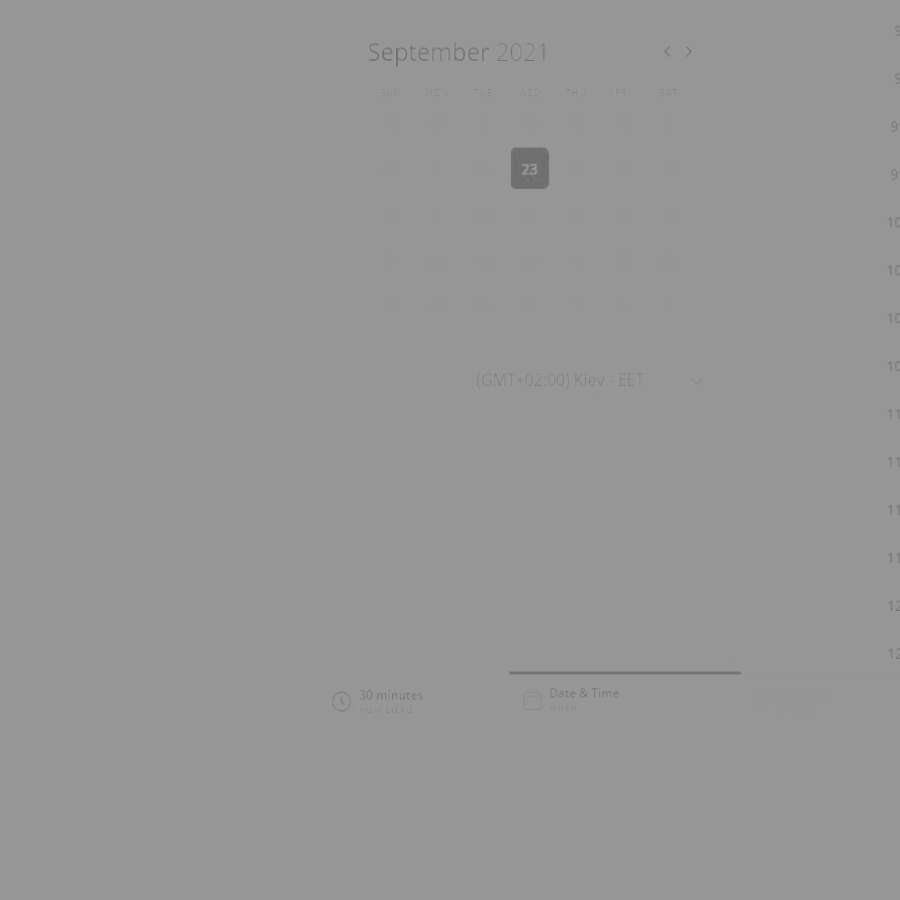 September 2021
SUN MON TUE WED THU FRI SAT
23
(GMT+02:00) Kiev - EET
30 minutes
HOW LONG
Date & Time
WHEN
9
9
9
9
10
10
10
10
11
11
11
11
12
12